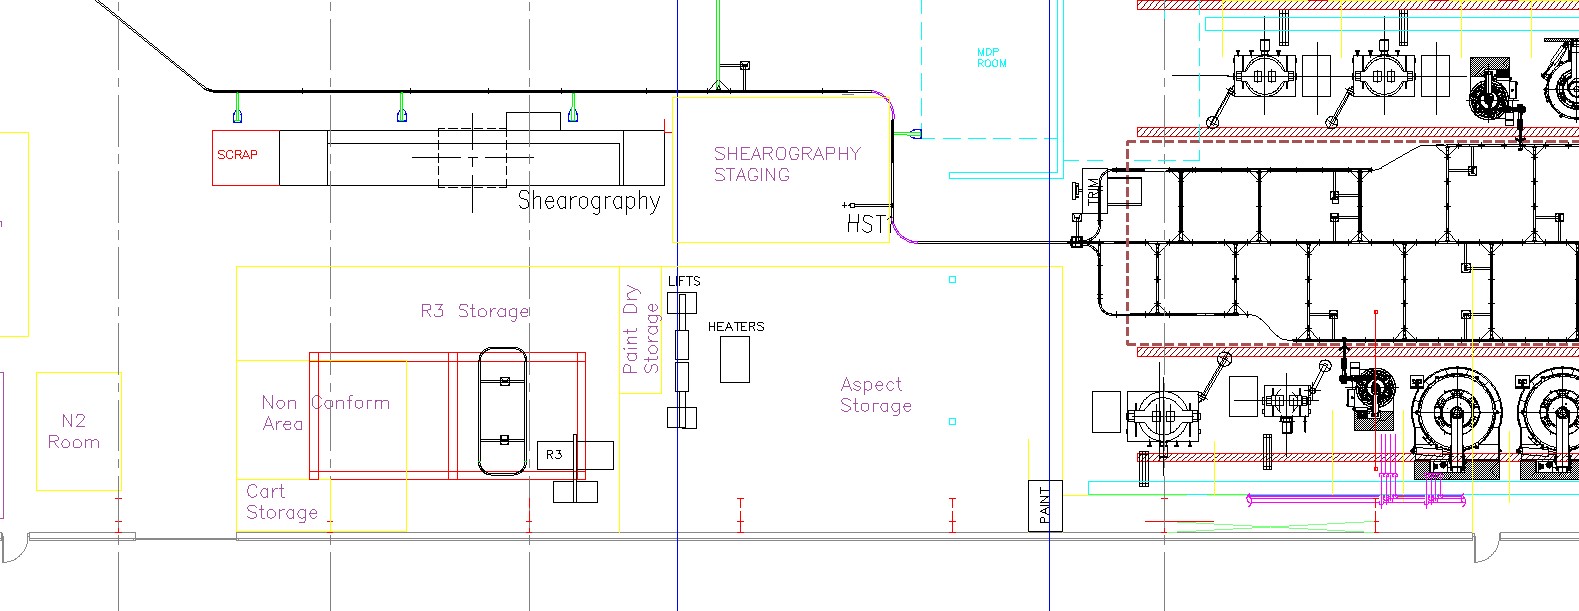 MDP
ROOM
SCRAP
SHEAROGRAPHY
STAGING
Shearography
HST
TRIM
LIFTS
R3 Storage
Paint Dry
Storage
HEATERS
Non Conform
Area
Aspect
Storage
N2
Room
R3
Cart
Storage
PAINT